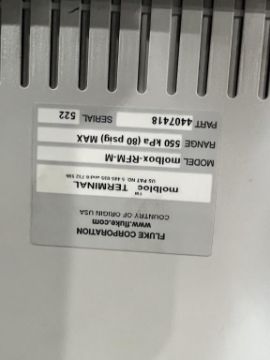 FLUKE CORPORATION
www.fluke.com
COUNTRY OF ORIGIN USA
molbloc™ TERMINAL
MODEL molbox-RFM-M
RANGE 550 kPa (80 psig) MAX
PART 4407418 SERIAL 522